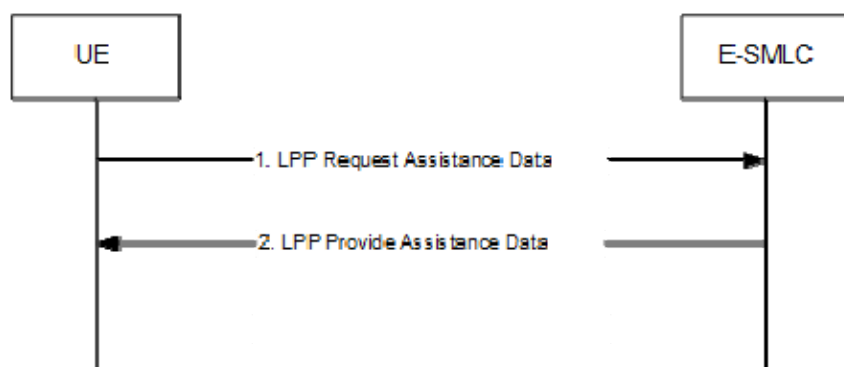 UE
E-SMLC
1. LPP Request Assistance Data
2. LPP Provide Assistance Data